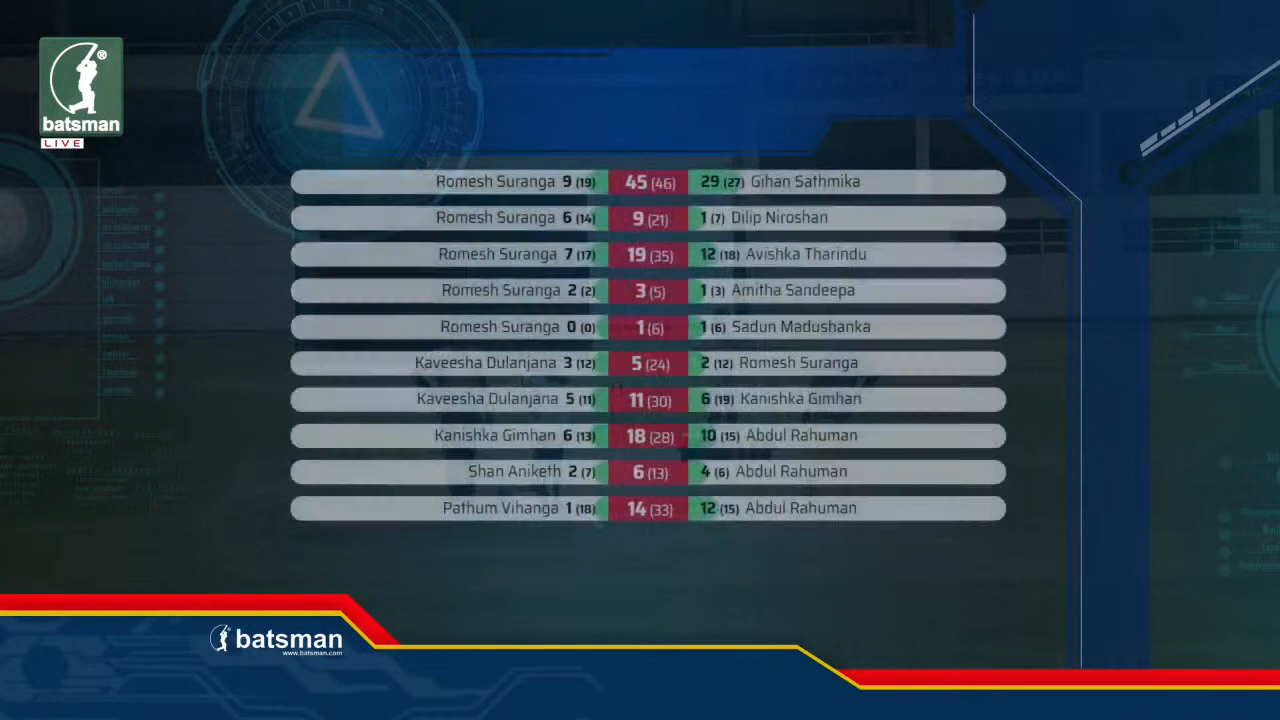 batsman
LIVE
Romesh Suranga 9 (19) 45 (46) 29 (27) Gihan Sathmika
Romesh Suranga 6 (14) 9 (21) 1 (7) Dilip Niroshan
Romesh Suranga 7 (17) 19 (35) 12 (18) Avishka Tharindu
Romesh Suranga 2 (2) 3 (5) 1 (3) Amitha Sandeepa
Romesh Suranga 0 (0) 1 (6) 1 (6) Sadun Madushanka
Kaveesha Dulanjana 3 (12) 5 (24) 2 (12) Romesh Suranga
Kaveesha Dulanjana 5 (11) 11 (30) 6 (19) Kanishka Gimhan
Kanishka Gimhan 6 (13) 18 (28) 10 (15) Abdul Rahuman
Shan Aniketh 2 (7) 6 (13) 4 (6) Abdul Rahuman
Pathum Vihanga 1 (18) 14 (33) 12 (15) Abdul Rahuman
batsman
www.batsman.com